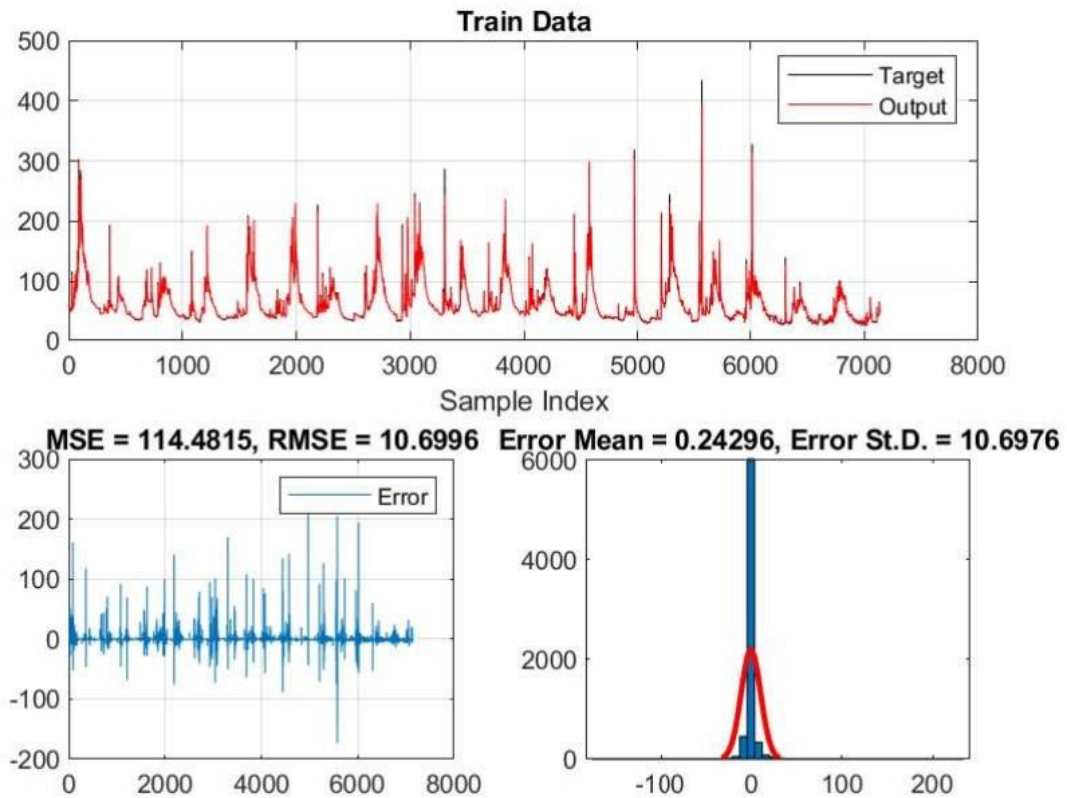 Train Data
500
400
300
200
100
0
Target
Output
0 1000 2000 3000 4000 5000 6000 7000 8000
Sample Index
MSE = 114.4815, RMSE = 10.6996 Error Mean = 0.24296, Error St.D. = 10.6976
300
200
100
0
-100
-200
Error
0 2000 4000 6000 8000
6000
4000
2000
0
-100 0 100 200